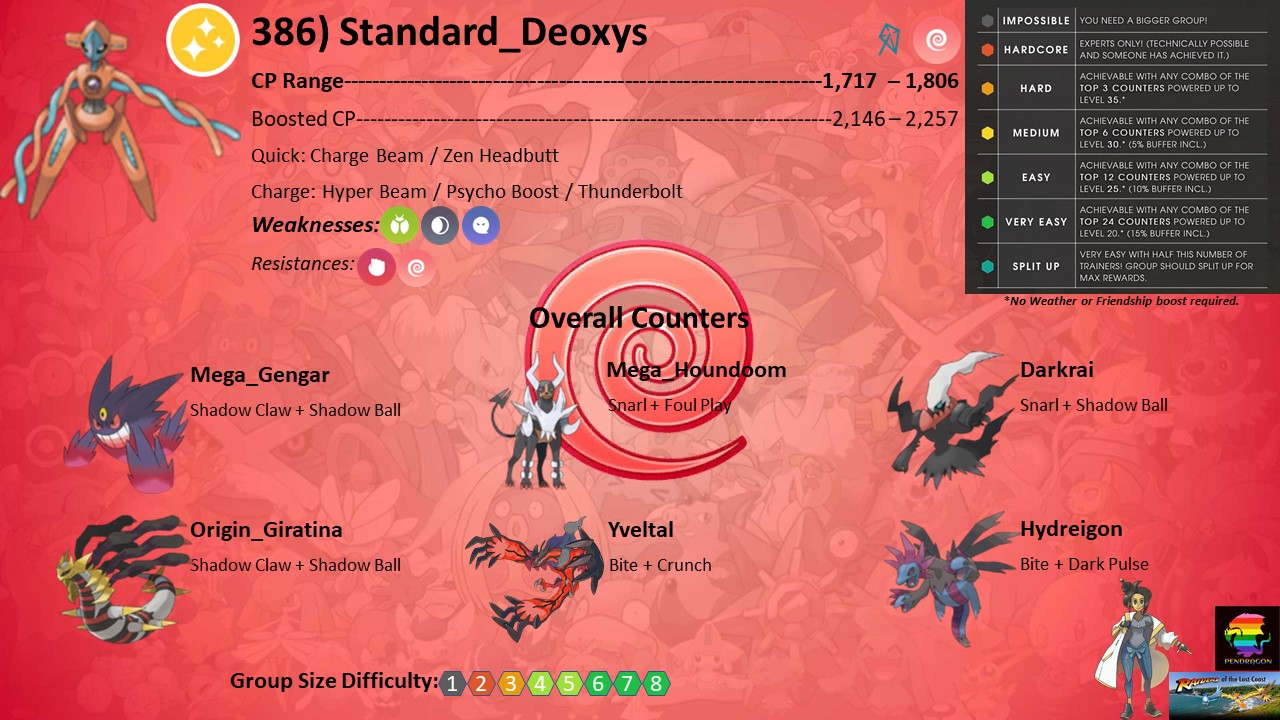 386) Standard_Deoxys
CP Range--------------------------------------------------------------------------------1,717 – 1,806
Boosted CP--------------------------------------------------------------------------------2,146 – 2,257
Quick: Charge Beam / Zen Headbutt
Charge: Hyper Beam / Psycho Boost / Thunderbolt
Weaknesses:
Resistances:
IMPOSSIBLE YOU NEED A BIGGER GROUP!
HARDCORE EXPERTS ONLY! (TECHNICALLY POSSIBLE
AND SOMEONE HAS ACHIEVED IT.)
HARD ACHIEVABLE WITH ANY COMBO OF THE
TOP 3 COUNTERS POWERED UP TO
LEVEL 35.*
MEDIUM ACHIEVABLE WITH ANY COMBO OF THE
TOP 6 COUNTERS POWERED UP TO
LEVEL 30.* (5% BUFFER INCL.)
EASY ACHIEVABLE WITH ANY COMBO OF THE
TOP 12 COUNTERS POWERED UP TO
LEVEL 25.* (10% BUFFER INCL.)
VERY EASY ACHIEVABLE WITH ANY COMBO OF THE
TOP 24 COUNTERS POWERED UP TO
LEVEL 20.* (15% BUFFER INCL.)
SPLIT UP VERY EASY WITH HALF THIS NUMBER OF
TRAINERS! GROUP SHOULD SPLIT UP FOR
MAX REWARDS.
*No Weather or Friendship boost required.
Overall Counters
Mega_Gengar
Shadow Claw + Shadow Ball
Mega_Houndoom
Snarl + Foul Play
Darkrai
Snarl + Shadow Ball
Origin_Giratina
Shadow Claw + Shadow Ball
Yveltal
Bite + Crunch
Hydreigon
Bite + Dark Pulse
Group Size Difficulty: 1 2 3 4 5 6 7 8
PENDRAGON
RAIDERS of the Lost Coast